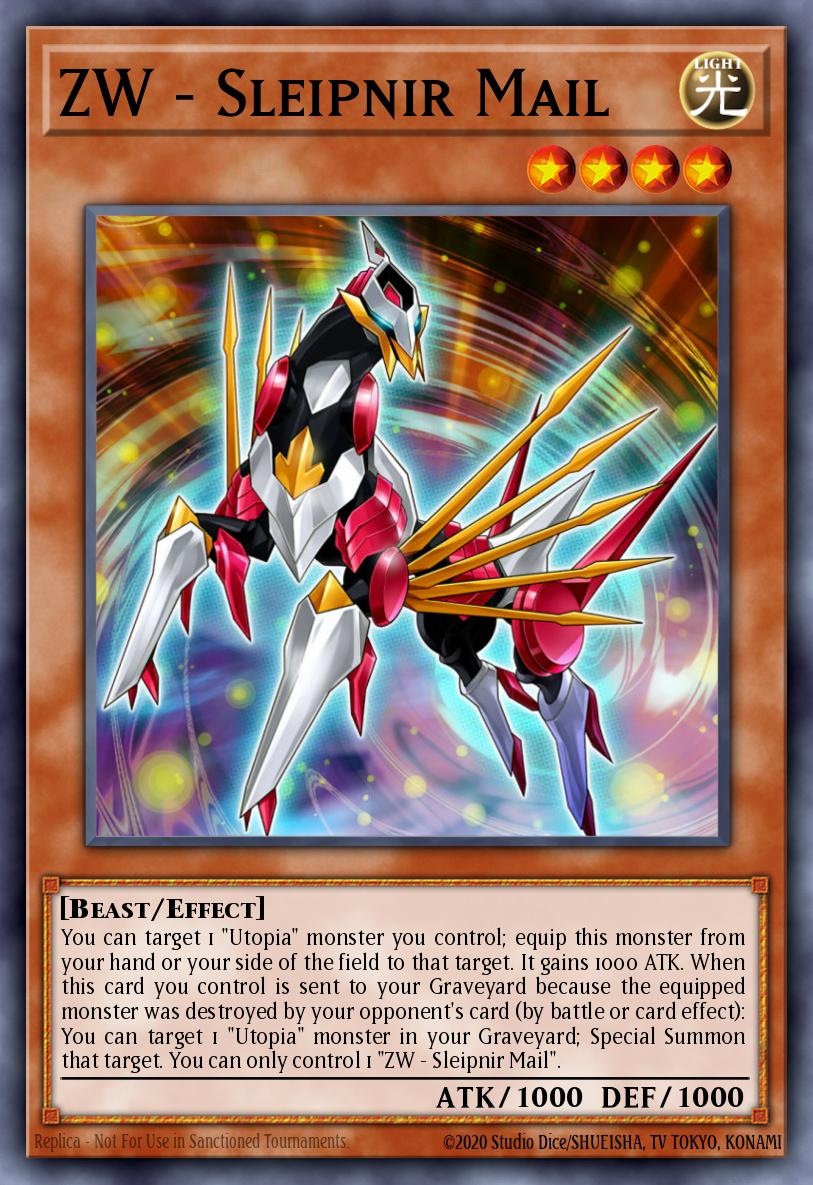 ZW - Sleipnir Mail
LIGHT
光
[Beast/Effect]
You can target 1 "Utopia" monster you control; equip this monster from
your hand or your side of the field to that target. It gains 1000 ATK. When
this card you control is sent to your Graveyard because the equipped
monster was destroyed by your opponent's card (by battle or card effect):
You can target 1 "Utopia" monster in your Graveyard; Special Summon
that target. You can only control 1 "ZW - Sleipnir Mail".
ATK/1000 DEF/1000
Replica - Not For Use in Sanctioned Tournaments.
©2020 Studio Dice/SHUEISHA, TV TOKYO, KONAMI